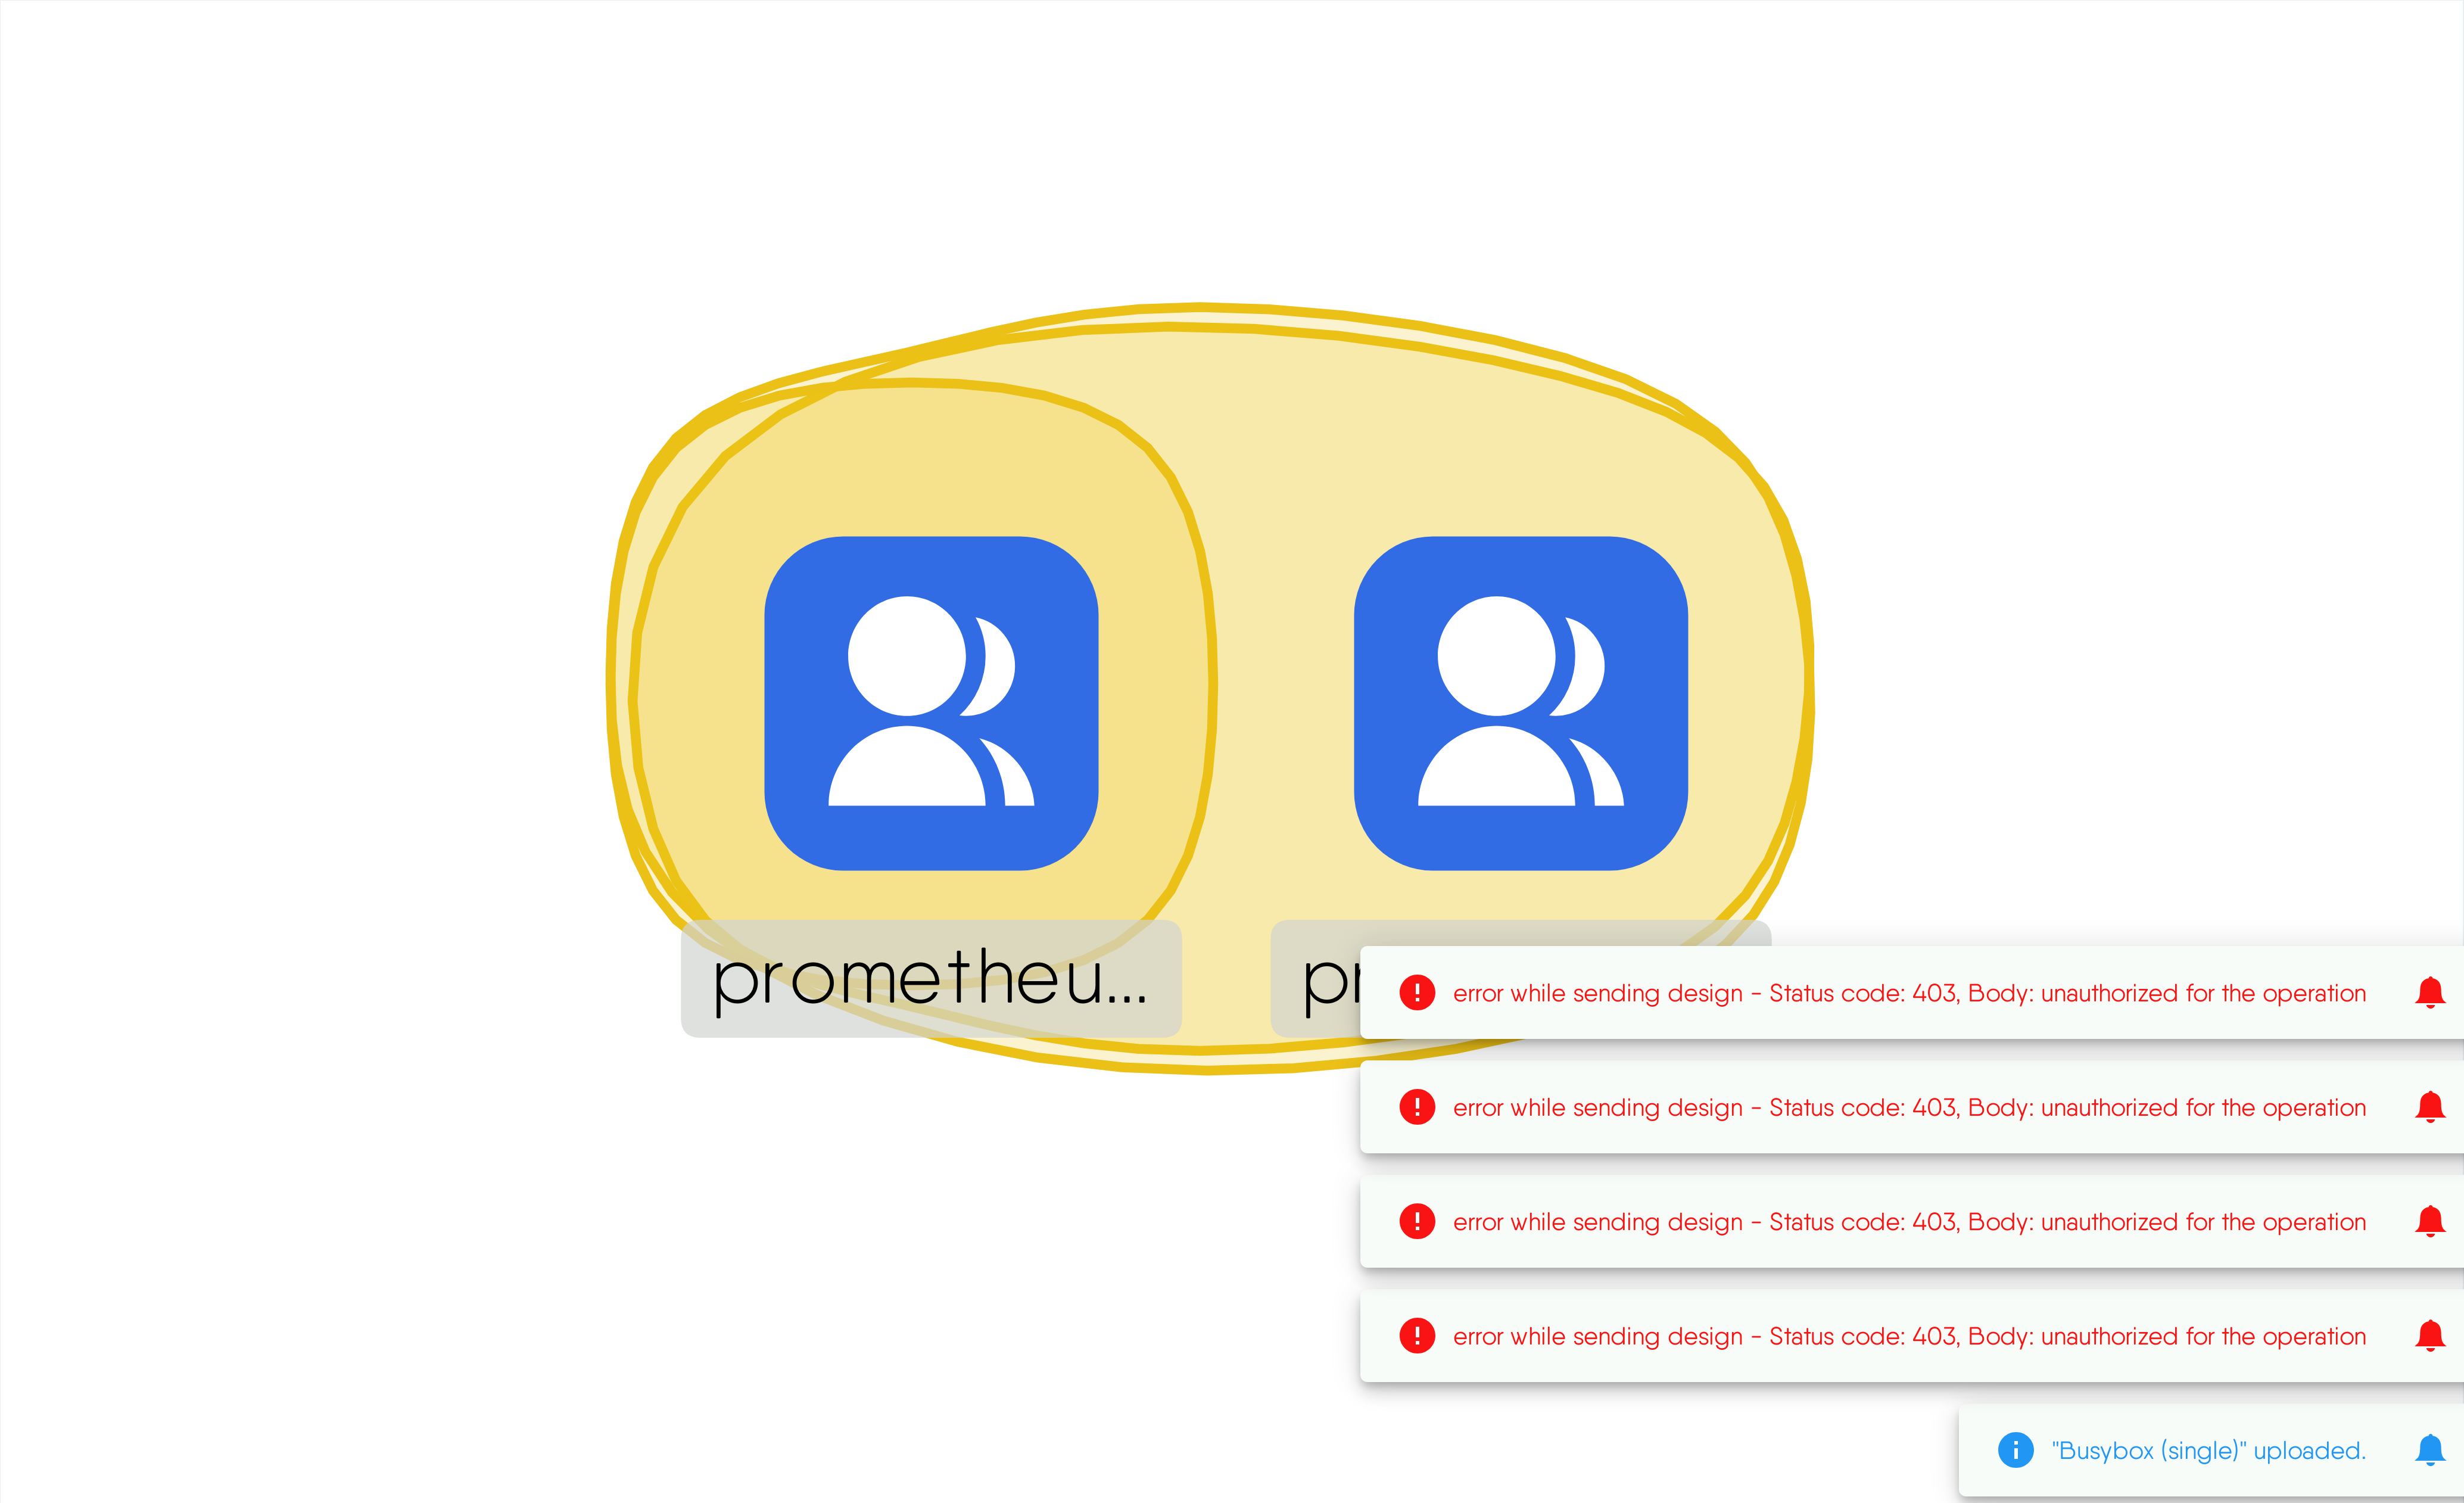 prometheu...
pr
error while sending design - Status code: 403, Body: unauthorized for the operation
error while sending design - Status code: 403, Body: unauthorized for the operation
error while sending design - Status code: 403, Body: unauthorized for the operation
error while sending design - Status code: 403, Body: unauthorized for the operation
"Busybox (single)" uploaded.